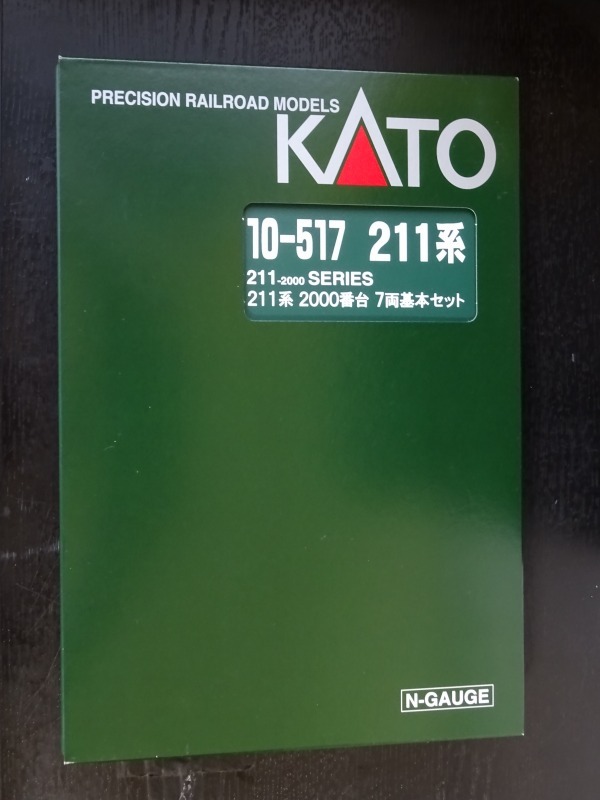 PRECISION RAILROAD MODELS
KATO
10-517 211系
211-2000 SERIES
211系 2000番台 7両基本セット
N-GAUGE